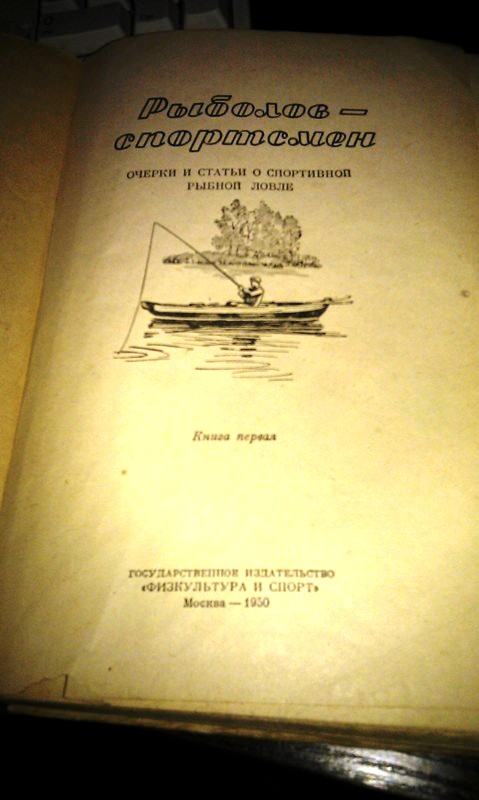 Рыболов —
спортсмен
ОЧЕРКИ И СТАТЬИ О СПОРТИВНОЙ
РЫБНОЙ ЛОВЛЕ
Книга первая
ГОСУДАРСТВЕННОЕ ИЗДАТЕЛЬСТВО
«ФИЗКУЛЬТУРА И СПОРТ»
Москва — 1950